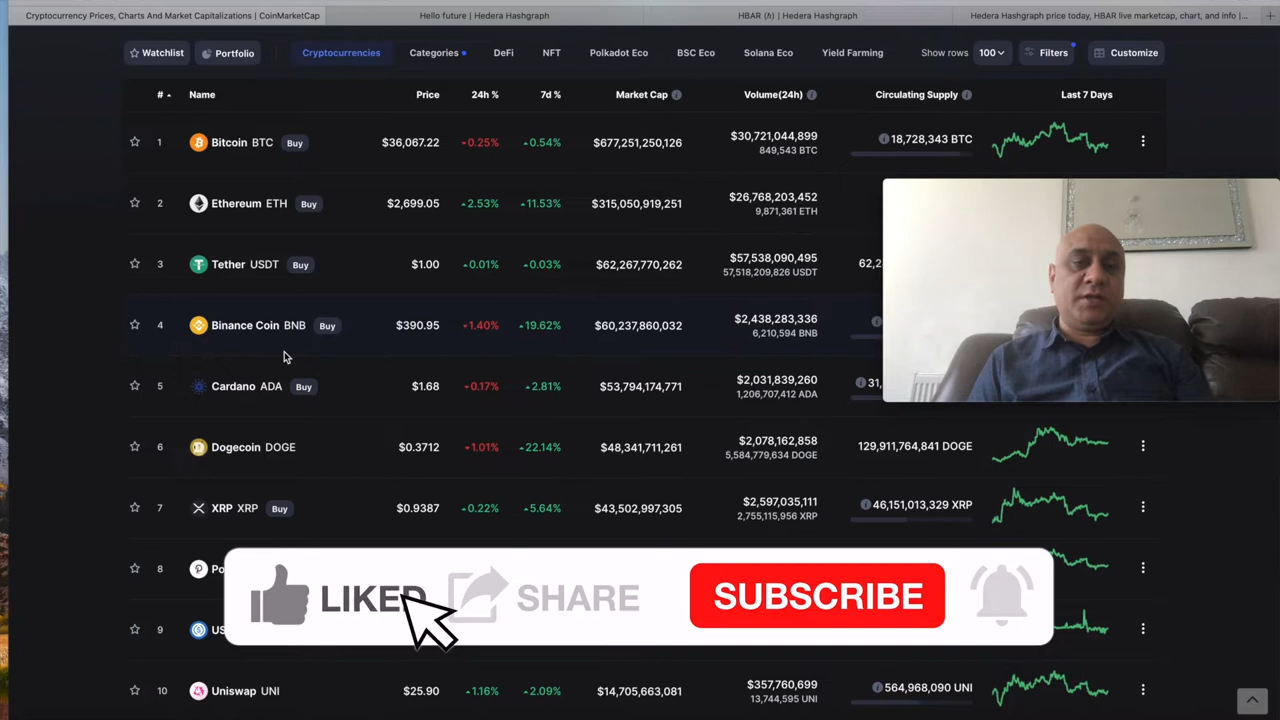 Cryptocurrency Prices, Charts And Market Capitalizations | CoinMarketCap
Hello future | Hedera Hashgraph
HBAR (ℏ) | Hedera Hashgraph
Hedera Hashgraph price today, HBAR live marketcap, chart, and info |...
Watchlist Portfolio Cryptocurrencies Categories DeFi NFT Polkadot Eco BSC Eco Solana Eco Yield Farming Show rows 100 Filters Customize
# Name Price 24h % 7d % Market Cap Volume(24h) Circulating Supply Last 7 Days
1 Bitcoin BTC Buy $36,067.22 0.25% 0.54% $677,251,250,126 $30,721,044,899 18,728,343 BTC
849,543 BTC
2 Ethereum ETH Buy $2,699.05 2.53% 11.53% $315,050,919,251 $26,768,203,452
9,871,361 ETH
3 Tether USDT Buy $1.00 0.01% 0.03% $62,267,770,262 $57,538,090,495 62,2
57,518,209,826 USDT
4 Binance Coin BNB Buy $390.95 1.40% 19.62% $60,237,860,032 $2,438,283,336
6,210,594 BNB
5 Cardano ADA Buy $1.68 0.17% 2.81% $53,794,174,771 $2,031,839,260 31,
1,206,707,412 ADA
6 Dogecoin DOGE $0.3712 1.01% 22.14% $48,341,711,261 $2,078,162,858 129,911,764,841 DOGE
5,584,779,634 DOGE
7 XRP XRP Buy $0.9387 0.22% 5.64% $43,502,997,305 $2,597,035,111 46,151,013,329 XRP
2,755,115,956 XRP
8 Po
LIKED SHARE SUBSCRIBE
9 US
10 Uniswap UNI $25.90 1.16% 2.09% $14,705,663,081 $357,760,699 564,968,090 UNI
13,744,595 UNI